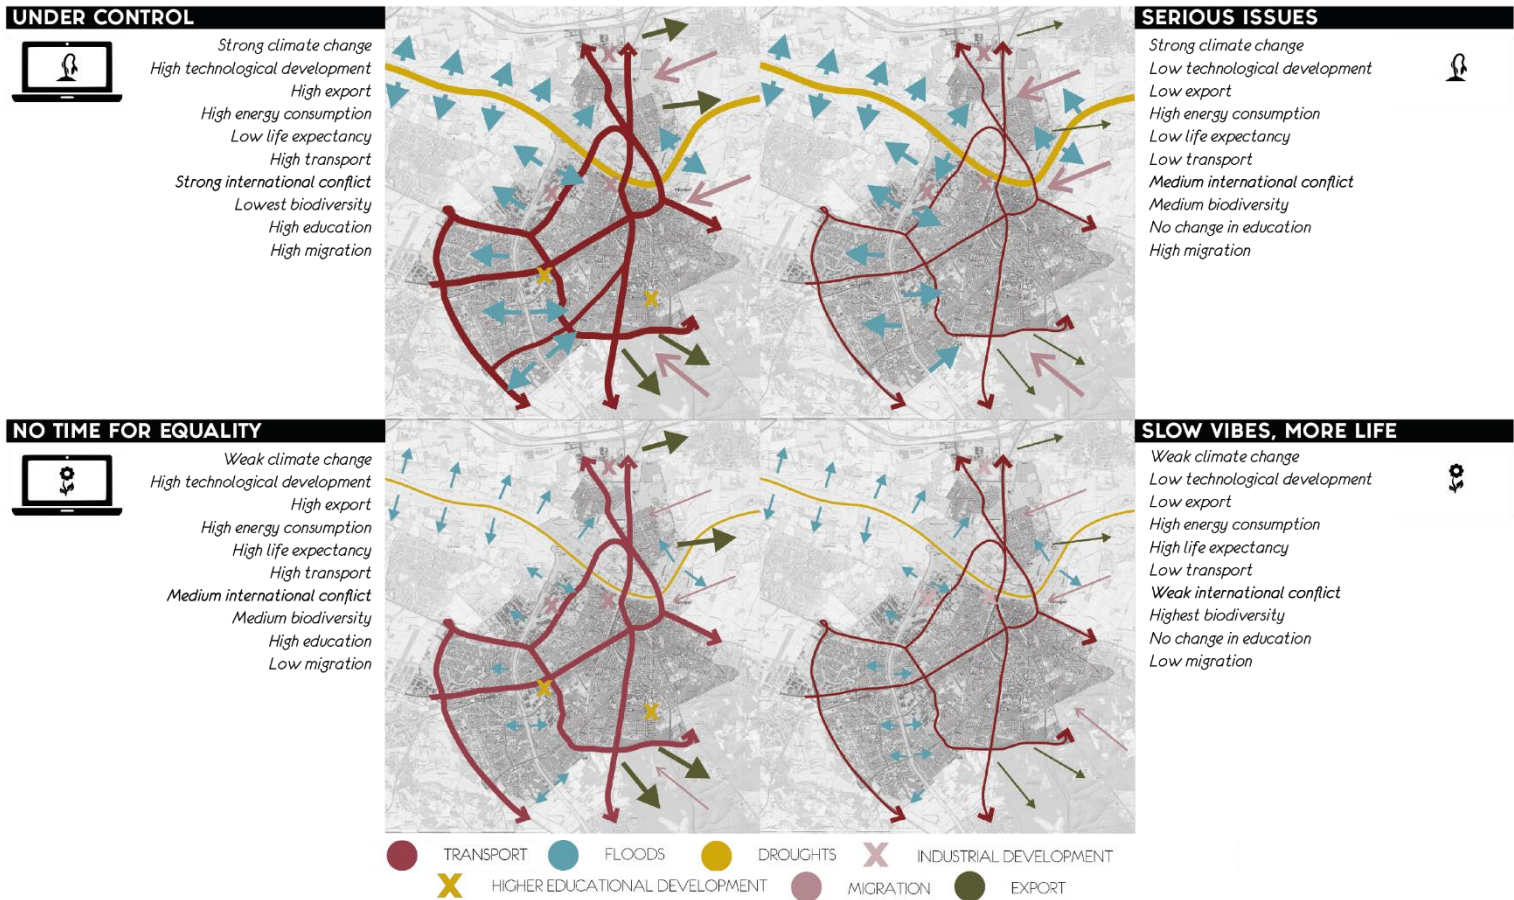 UNDER CONTROL
Strong climate change
High technological development
High export
High energy consumption
Low life expectancy
High transport
Strong international conflict
Lowest biodiversity
High education
High migration
SERIOUS ISSUES
Strong climate change
Low technological development
Low export
High energy consumption
Low life expectancy
Low transport
Medium international conflict
Medium biodiversity
No change in education
High migration
NO TIME FOR EQUALITY
Weak climate change
High technological development
High export
High energy consumption
High life expectancy
High transport
Medium international conflict
Medium biodiversity
High education
Low migration
SLOW VIBES, MORE LIFE
Weak climate change
Low technological development
Low export
High energy consumption
High life expectancy
Low transport
Weak international conflict
Highest biodiversity
No change in education
Low migration
TRANSPORT FLOODS DROUGHTS INDUSTRIAL DEVELOPMENT
HIGHER EDUCATIONAL DEVELOPMENT MIGRATION EXPORT